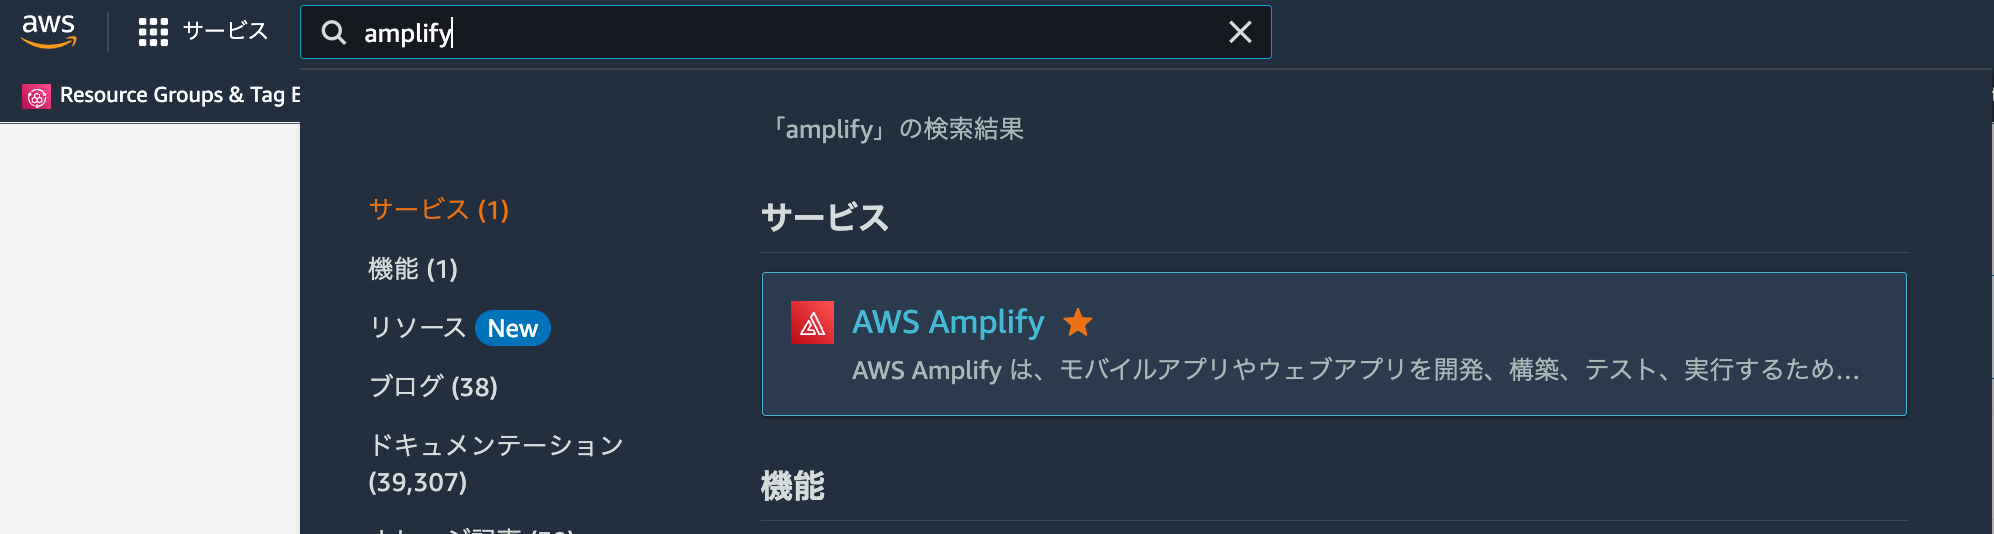 aws
サービス
amplify
Resource Groups & Tag E
「amplify」の検索結果
サービス (1)
機能 (1)
リソース New
ブログ (38)
ドキュメンテーション
(39,307)
サービス
AWS Amplify
AWS Amplify は、モバイルアプリやウェブアプリを開発、構築、テスト、実行するため...
機能